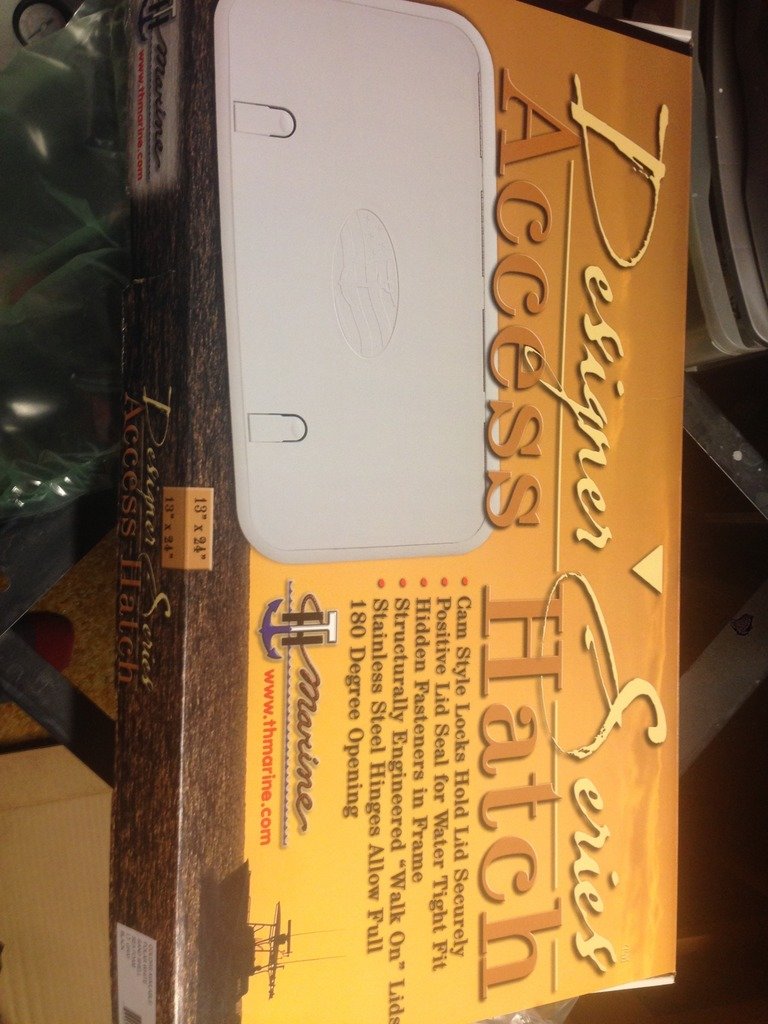 Designer Series
Access Hatch
• Cam Style Locks Hold Lid Securely
• Positive Lid Seal for Water Tight Fit
• Hidden Fasteners in Frame
• Structurally Engineered "Walk On" Lids
• Stainless Steel Hinges Allow Full
180 Degree Opening
TH Marine
www.thmarine.com
TH Marine
www.thmarine.com
13" x 24"
13" x 24"
Designer Series
Access Hatch